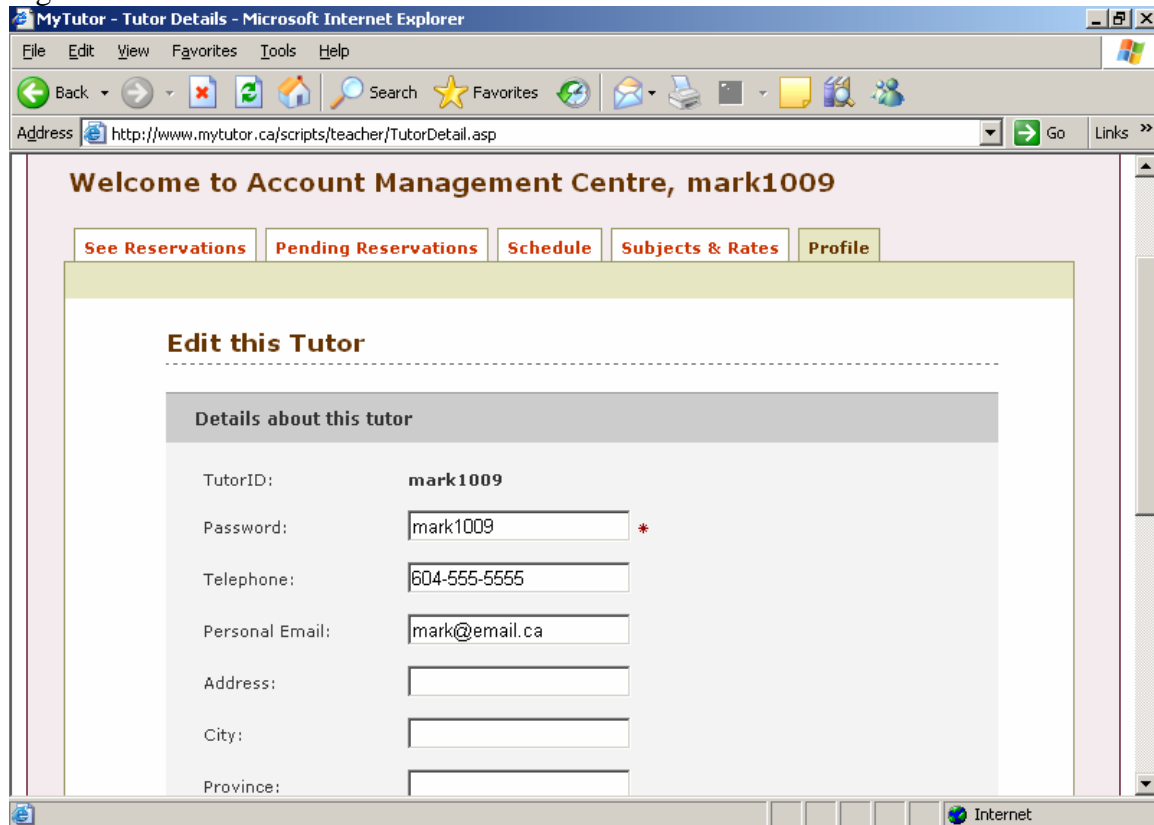 MyTutor - Tutor Details - Microsoft Internet Explorer
File Edit View Favorites Tools Help
Back Search Favorites
Address http://www.mytutor.ca/scripts/teacher/TutorDetail.asp Go Links »
Welcome to Account Management Centre, mark1009
See Reservations Pending Reservations Schedule Subjects & Rates Profile
Edit this Tutor
Details about this tutor
TutorID: mark1009
Password: mark1009 *
Telephone: 604-555-5555
Personal Email: mark@email.ca
Address:
City:
Province:
Internet